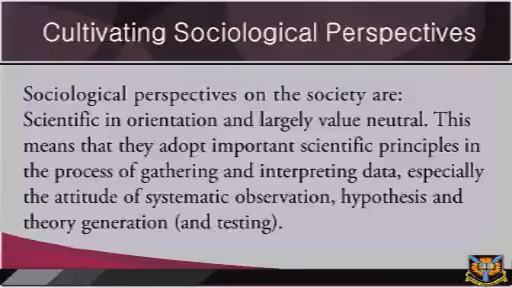 Cultivating Sociological Perspectives
Sociological perspectives on the society are:
Scientific in orientation and largely value neutral. This
means that they adopt important scientific principles in
the process of gathering and interpreting data, especially
the attitude of systematic observation, hypothesis and
theory generation (and testing).